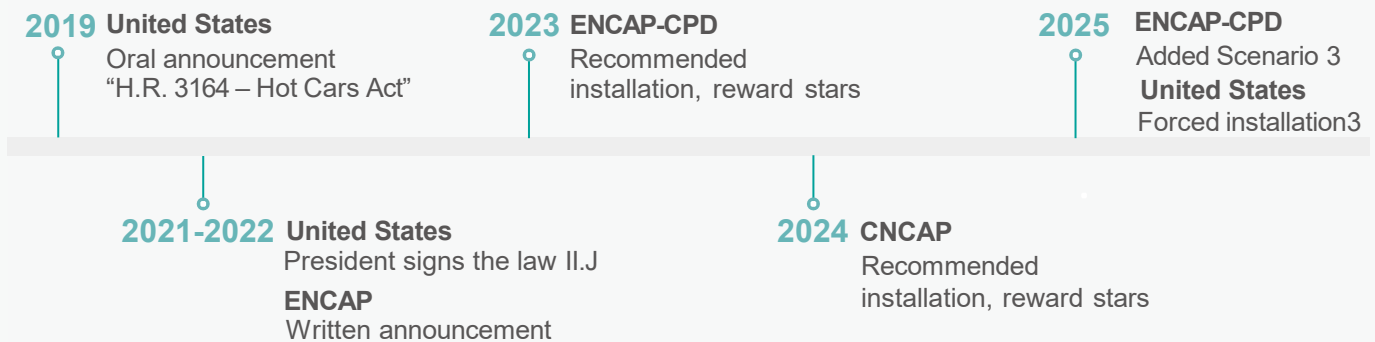 2019 United States
Oral announcement
“H.R. 3164 – Hot Cars Act”
2023 ENCAP-CPD
Recommended
installation, reward stars
2025 ENCAP-CPD
Added Scenario 3
United States
Forced installation3
2021-2022 United States
President signs the law II.J
ENCAP
Written announcement
2024 CNCAP
Recommended
installation, reward stars